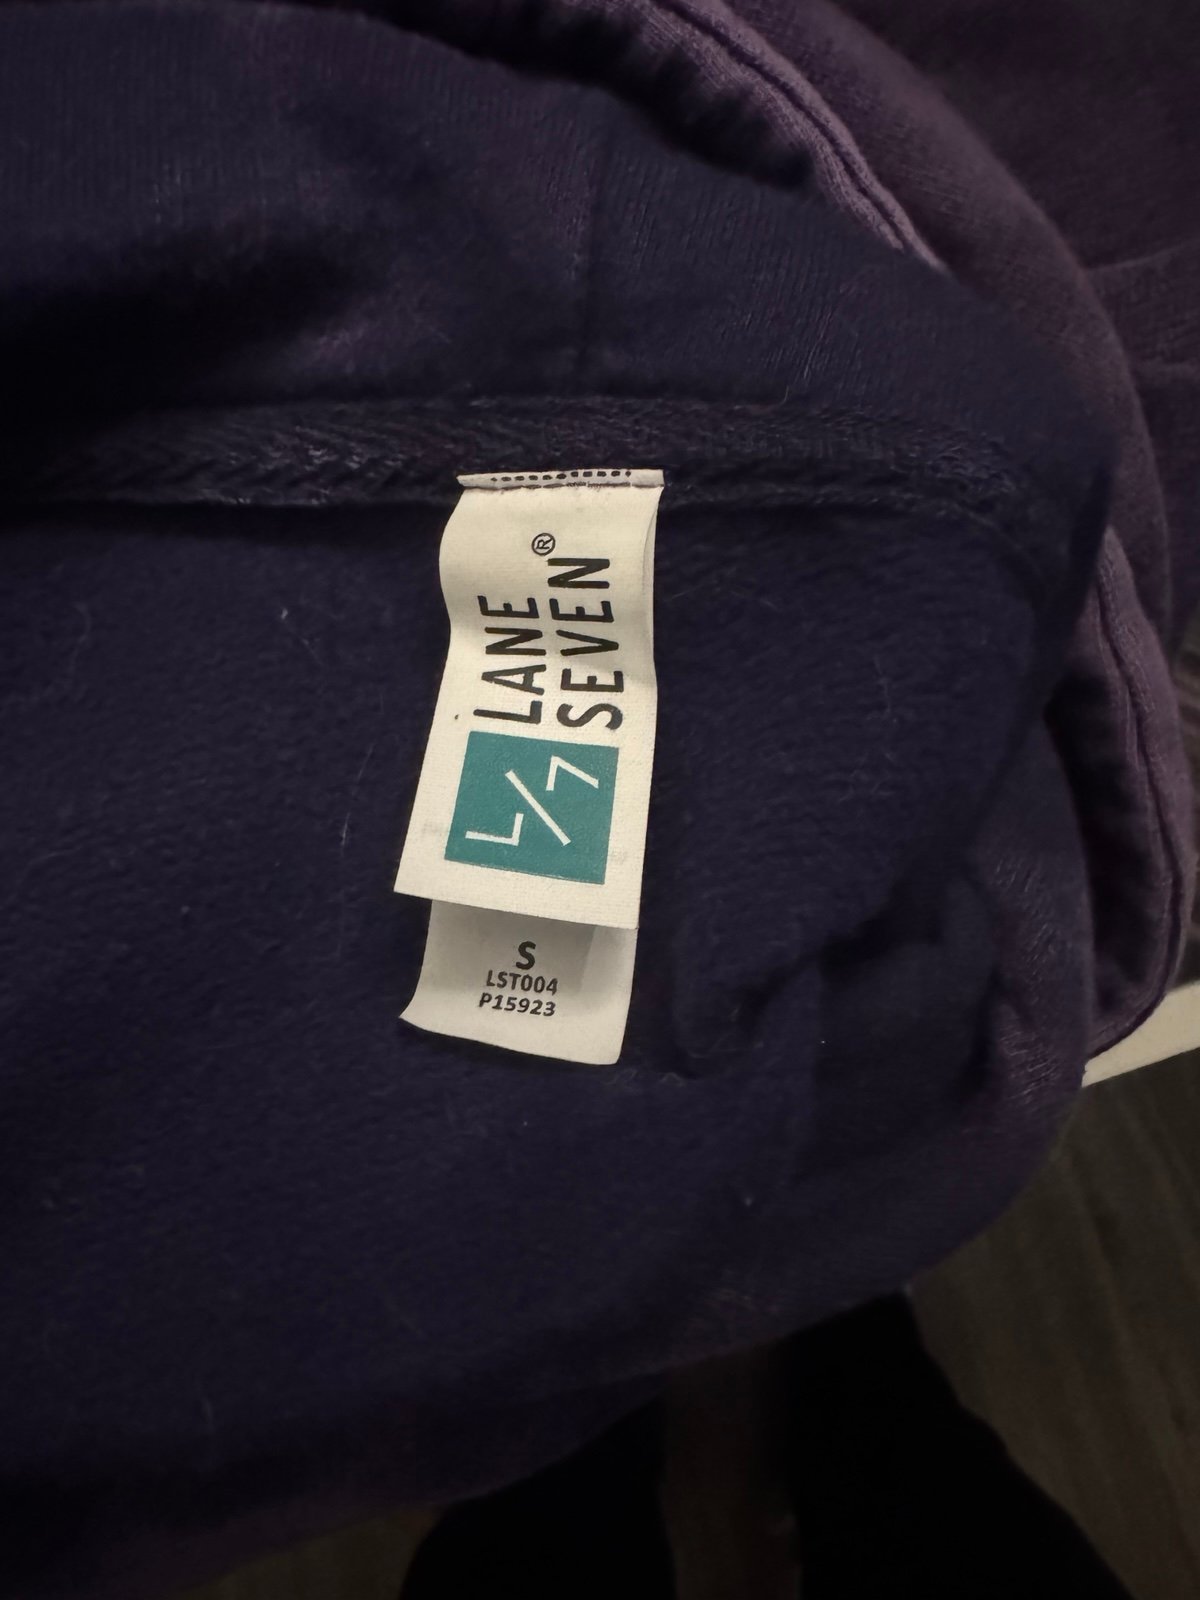 LANE®
SEVEN
L/7
S
LST004
P15923